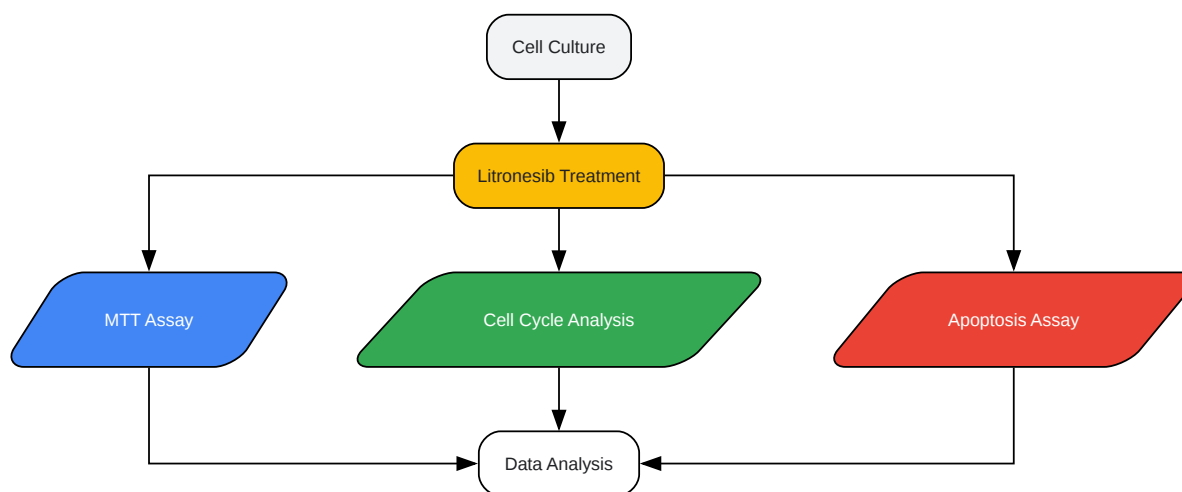 Cell Culture
Litronesib Treatment
MTT Assay
Cell Cycle Analysis
Apoptosis Assay
Data Analysis